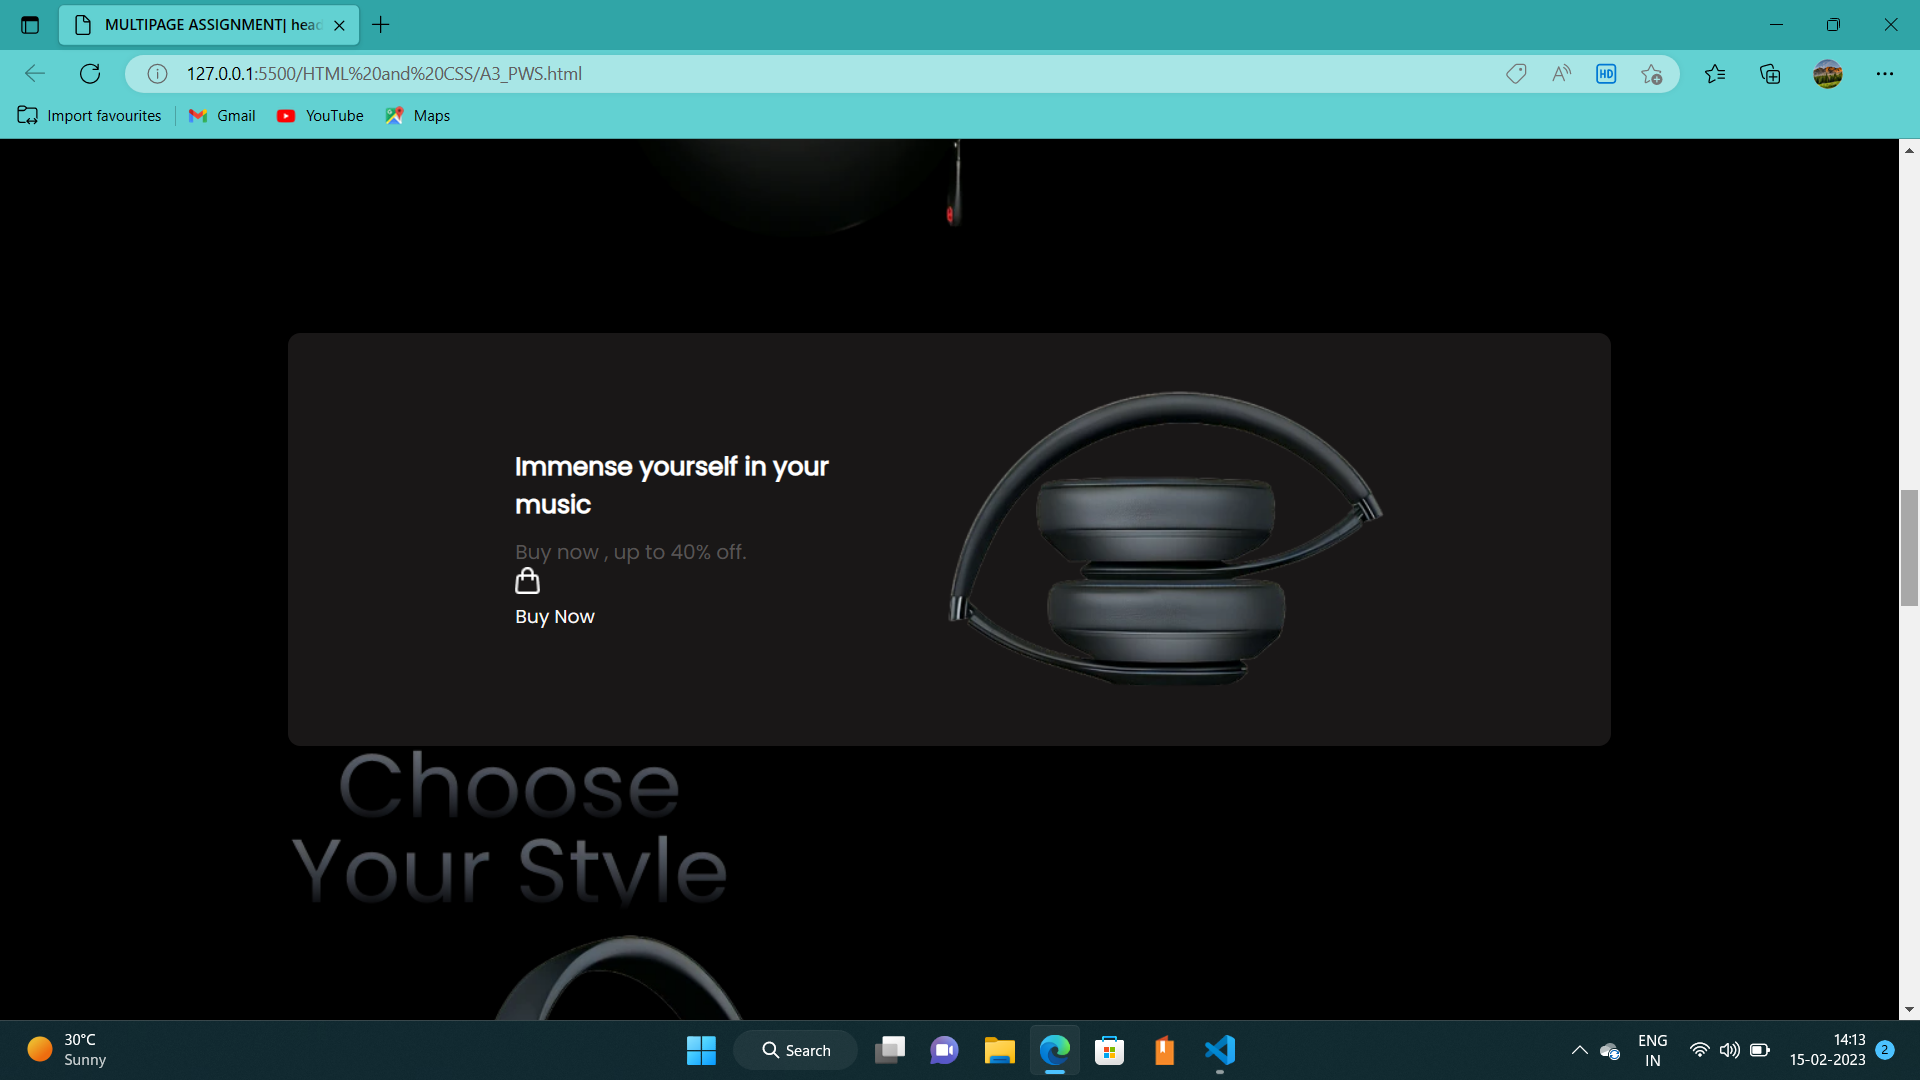 MULTIPAGE ASSIGNMENT| head
127.0.0.1:5500/HTML%20and%20CSS/A3_PWS.html
HD
Import favourites
Gmail
YouTube
Maps
Immense yourself in your
music
Buy now , up to 40% off.
Buy Now
Choose
Your Style
30°C
Sunny
Search
ENG
IN
14:13
15-02-2023
2